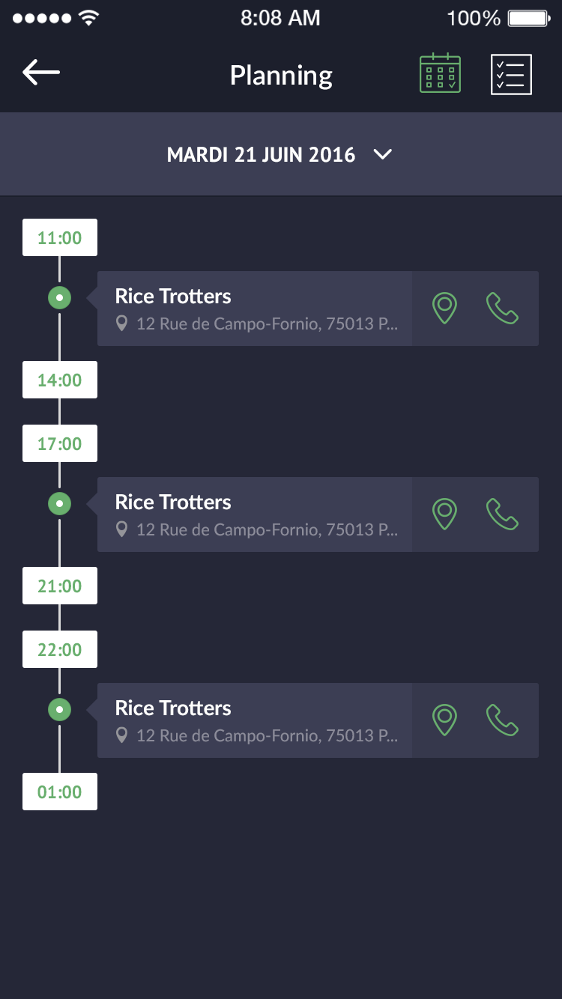 8:08 AM 100%
Planning
MARDI 21 JUIN 2016
11:00
Rice Trotters
12 Rue de Campo-Fornio, 75013 P...
14:00
17:00
Rice Trotters
12 Rue de Campo-Fornio, 75013 P...
21:00
22:00
Rice Trotters
12 Rue de Campo-Fornio, 75013 P...
01:00